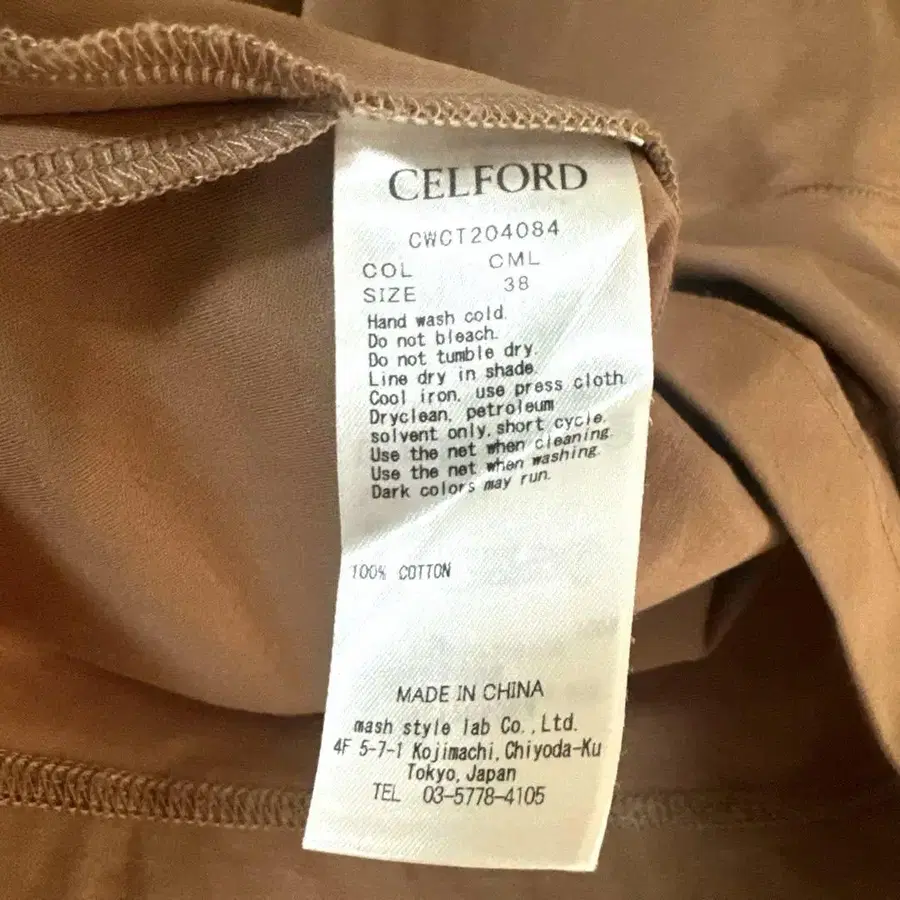 CELFORD
CWCT204084
COL CML
SIZE 38
Hand wash cold.
Do not bleach.
Do not tumble dry.
Line dry in shade.
Cool iron, use press cloth.
Dryclean, petroleum
solvent only, short cycle.
Use the net when cleaning.
Use the net when washing.
Dark colors may run.
100% COTTON
MADE IN CHINA
mash style lab Co., Ltd.
4F 5-7-1 Kojimachi, Chiyoda-Ku
Tokyo, Japan
TEL 03-5778-4105